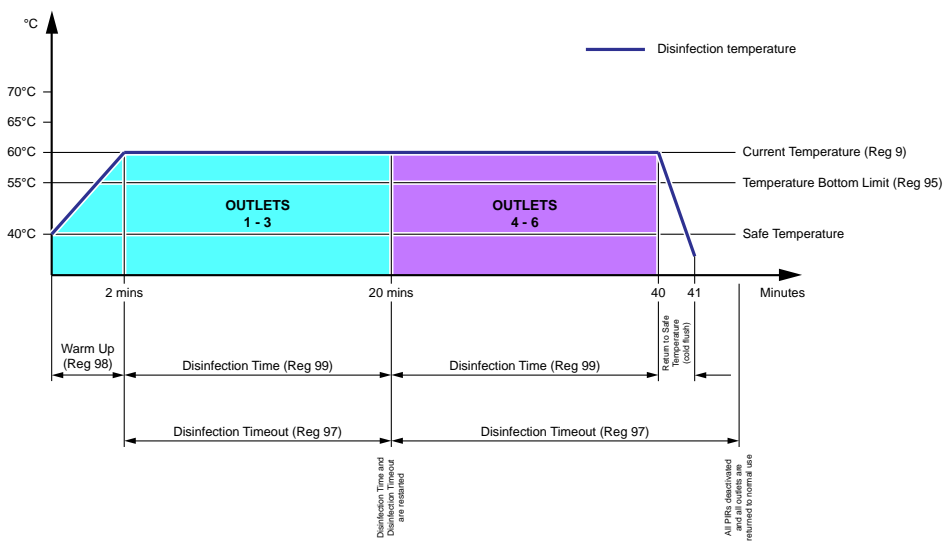 °C
Disinfection temperature
70°C
65°C
60°C
Current Temperature (Reg 9)
55°C
Temperature Bottom Limit (Reg 95)
OUTLETS
1 - 3
OUTLETS
4 - 6
40°C
Safe Temperature
2 mins
20 mins
40
41
Minutes
Warm Up
(Reg 98)
Disinfection Time (Reg 99)
Disinfection Time (Reg 99)
Return to Safe
Temperature
(cold flush)
Disinfection Timeout (Reg 97)
Disinfection Timeout (Reg 97)
Disinfection Time and
Disinfection Timeout
are restarted
All PIRs deactivated
and all outlets are
returned to normal use